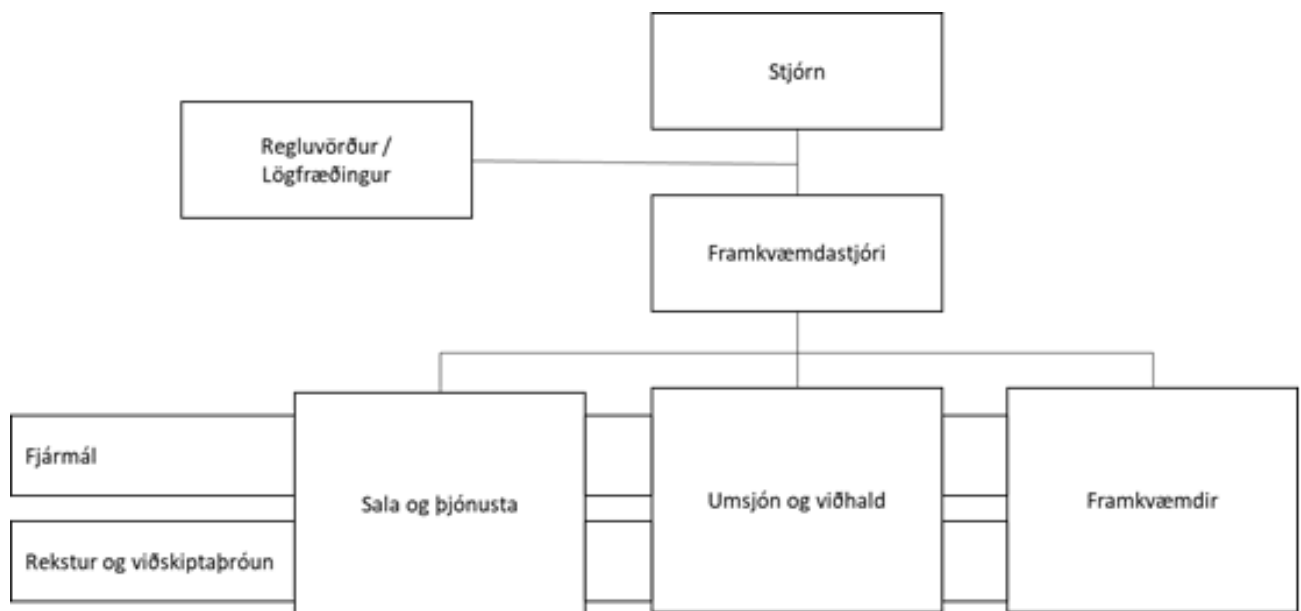 Stjórn
Regluvörður /
Lögfræðingur
Framkvæmdastjóri
Fjármál
Sala og þjónusta
Umsjón og viðhald
Framkvæmdir
Rekstur og viðskiptaþróun